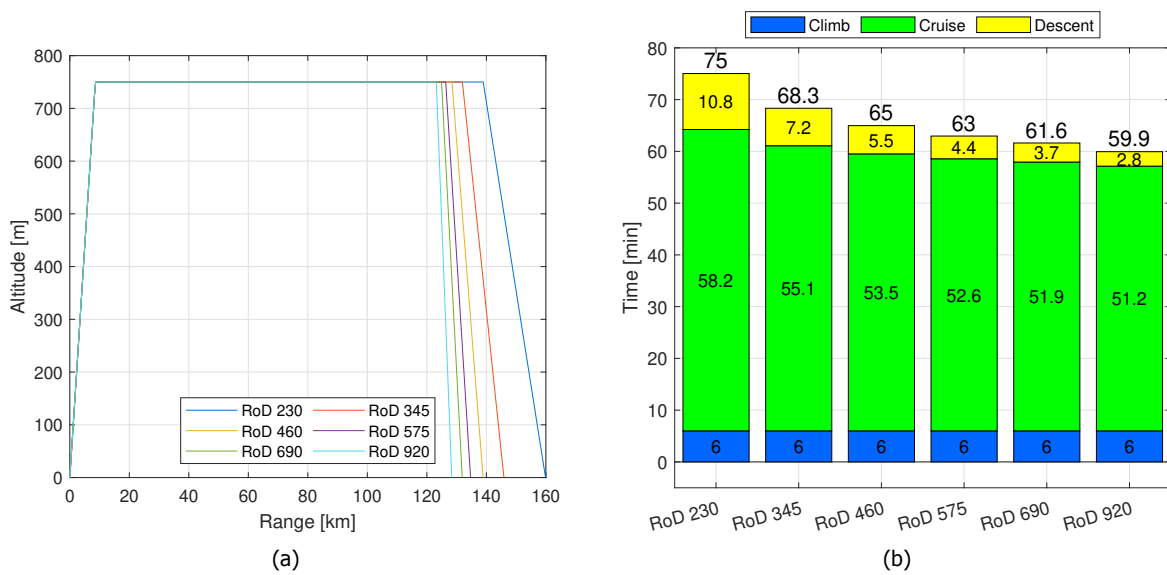 Climb Cruise Descent
800
700
600
500
400
300
200
100
0
Altitude [m]
0 20 40 60 80 100 120 140 160
Range [km]
RoD 230 RoD 345
RoD 460 RoD 575
RoD 690 RoD 920
(a)
80
70
60
50
40
30
20
10
0
Time [min]
75 68.3 65 63 61.6 59.9
10.8 7.2 5.5 4.4 3.7 2.8
58.2 55.1 53.5 52.6 51.9 51.2
6 6 6 6 6 6
RoD 230 RoD 345 RoD 460 RoD 575 RoD 690 RoD 920
(b)